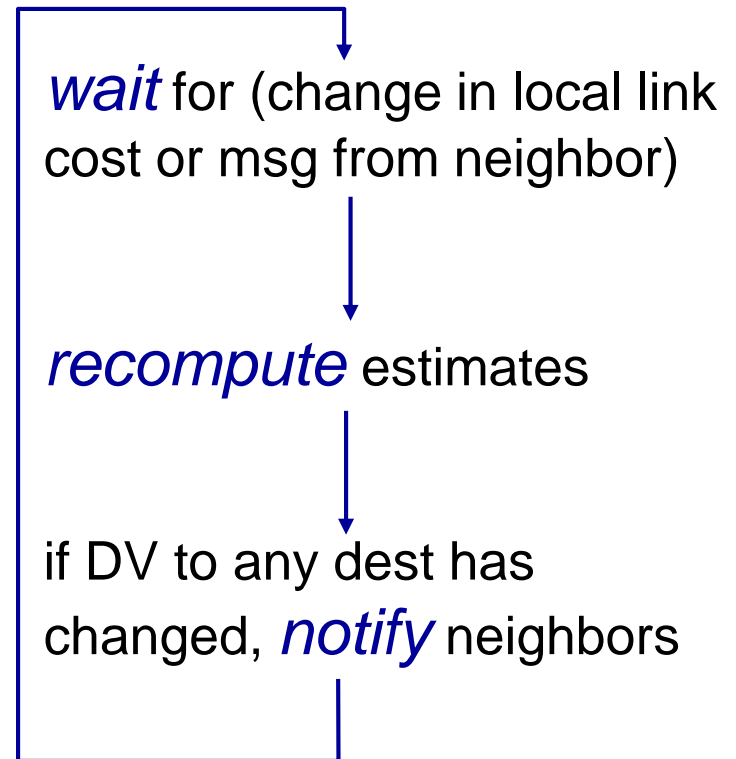 wait for (change in local link
cost or msg from neighbor)
recompute estimates
if DV to any dest has
changed, notify neighbors